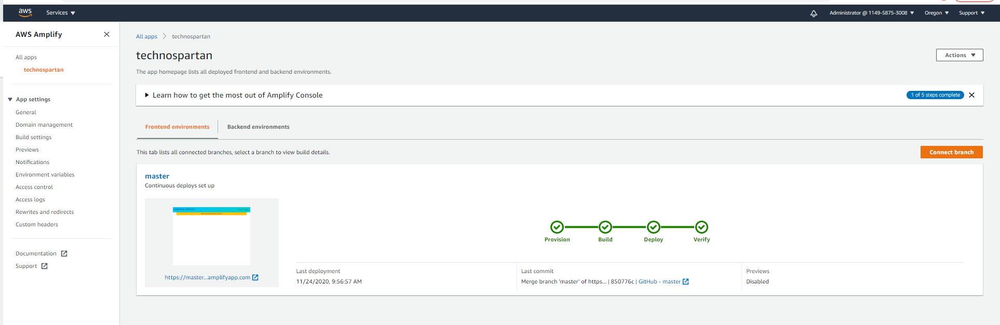 aws
Services
Administrator @ 1149-5875-3008
Oregon
Support
AWS Amplify
All apps
technospartan
App settings
General
Domain management
Build settings
Previews
Notifications
Environment variables
Access control
Access logs
Rewrites and redirects
Custom headers
Documentation
Support
All apps
technospartan
technospartan
Actions
The app homepage lists all deployed frontend and backend environments.
Learn how to get the most out of Amplify Console
1 of 5 steps complete
Frontend environments
Backend environments
This tab lists all connected branches, select a branch to view build details.
Connect branch
master
Continuous deploys set up
https://master...amplifyapp.com
Provision
Build
Deploy
Verify
Last deployment
11/24/2020, 9:56:57 AM
Last commit
Merge branch 'master' of https... | 850776c | GitHub - master
Previews
Disabled